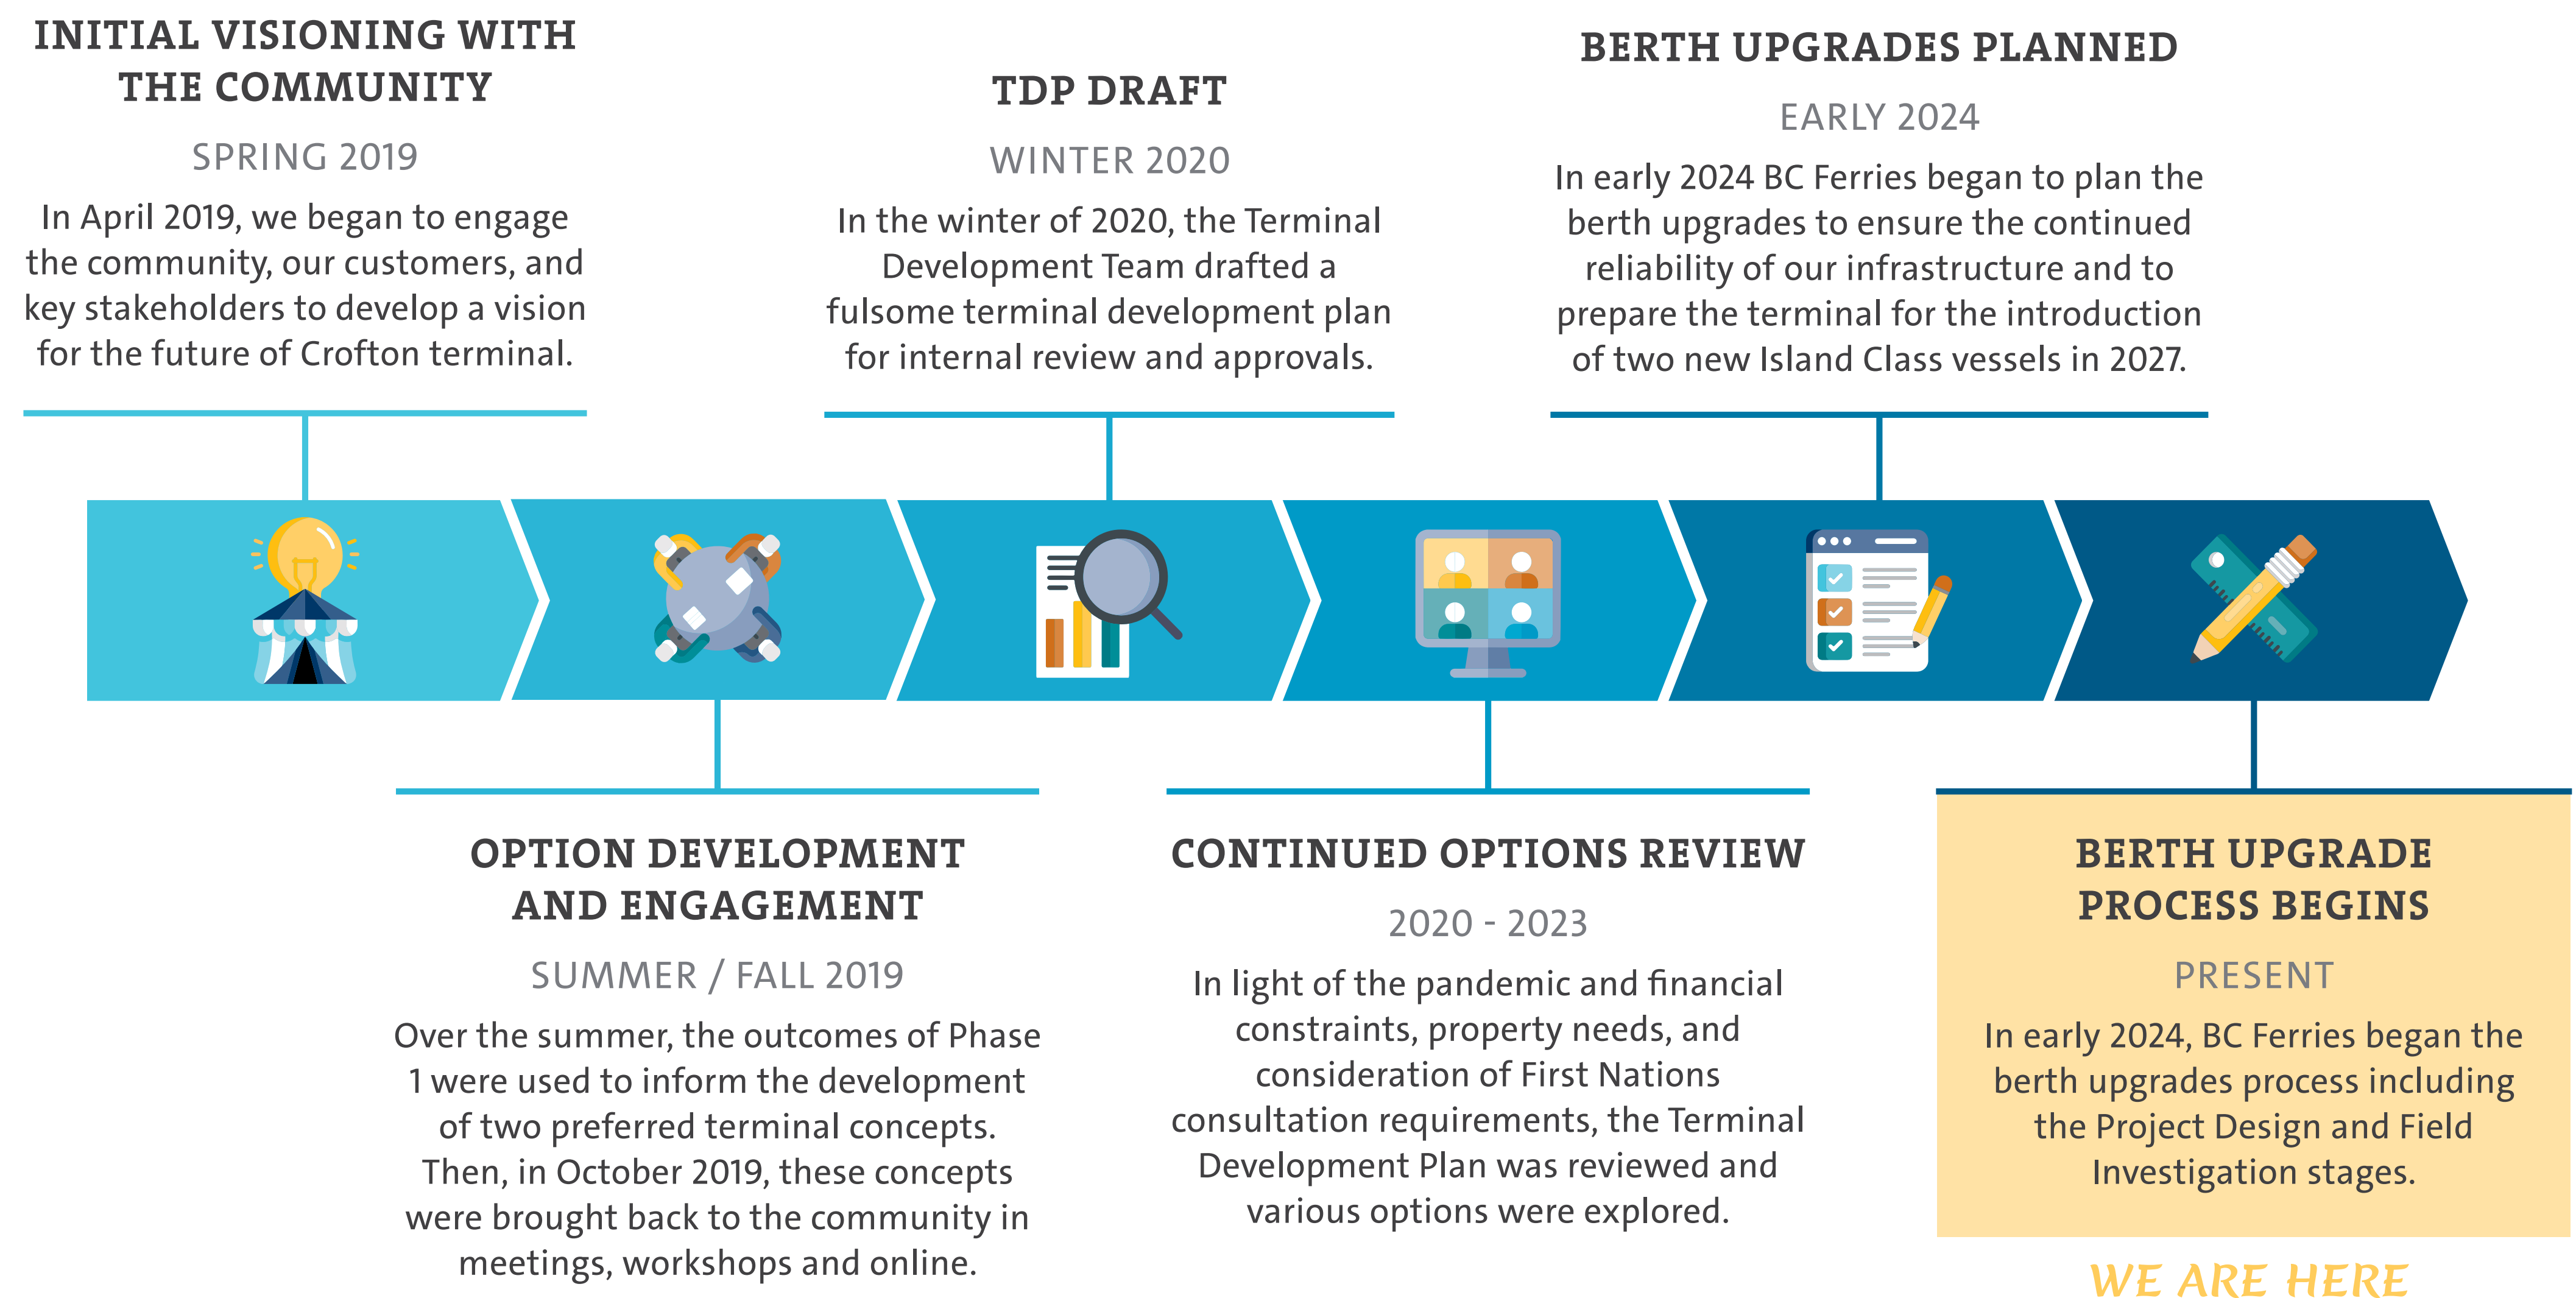 INITIAL VISIONING WITH
THE COMMUNITY
SPRING 2019
In April 2019, we began to engage
the community, our customers, and
key stakeholders to develop a vision
for the future of Crofton terminal.
OPTION DEVELOPMENT
AND ENGAGEMENT
SUMMER / FALL 2019
Over the summer, the outcomes of Phase
1 were used to inform the development
of two preferred terminal concepts.
Then, in October 2019, these concepts
were brought back to the community in
meetings, workshops and online.
TDP DRAFT
WINTER 2020
In the winter of 2020, the Terminal
Development Team drafted a
fulsome terminal development plan
for internal review and approvals.
CONTINUED OPTIONS REVIEW
2020 - 2023
In light of the pandemic and financial
constraints, property needs, and
consideration of First Nations
consultation requirements, the Terminal
Development Plan was reviewed and
various options were explored.
BERTH UPGRADES PLANNED
EARLY 2024
In early 2024 BC Ferries began to plan the
berth upgrades to ensure the continued
reliability of our infrastructure and to
prepare the terminal for the introduction
of two new Island Class vessels in 2027.
BERTH UPGRADE
PROCESS BEGINS
PRESENT
In early 2024, BC Ferries began the
berth upgrades process including
the Project Design and Field
Investigation stages.
WE ARE HERE